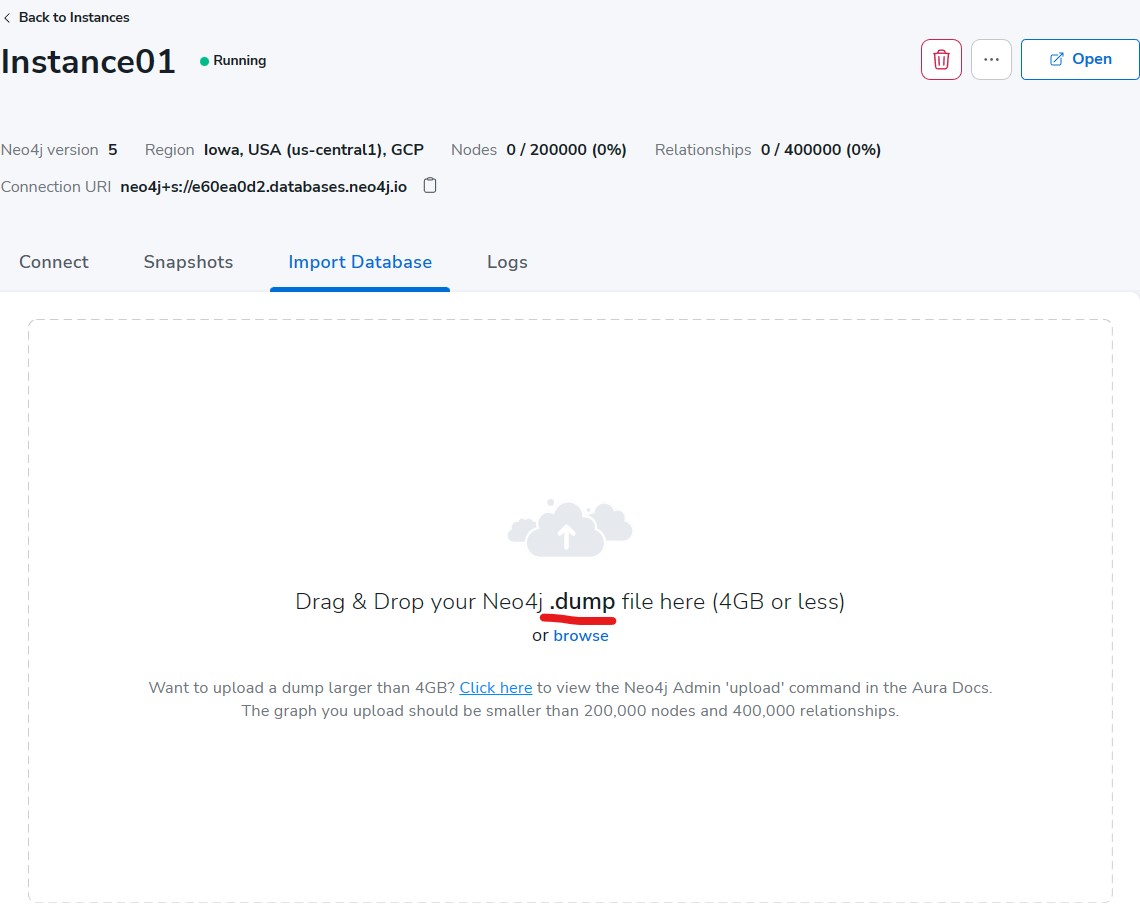 Back to Instances
Instance01 Running ... Open
Neo4j version 5 Region Iowa, USA (us-central1), GCP Nodes 0 / 200000 (0%) Relationships 0 / 400000 (0%)
Connection URI neo4j+s://e60ea0d2.databases.neo4j.io
Connect Snapshots Import Database Logs
Drag & Drop your Neo4j .dump file here (4GB or less)
or browse
Want to upload a dump larger than 4GB? Click here to view the Neo4j Admin 'upload' command in the Aura Docs.
The graph you upload should be smaller than 200,000 nodes and 400,000 relationships.